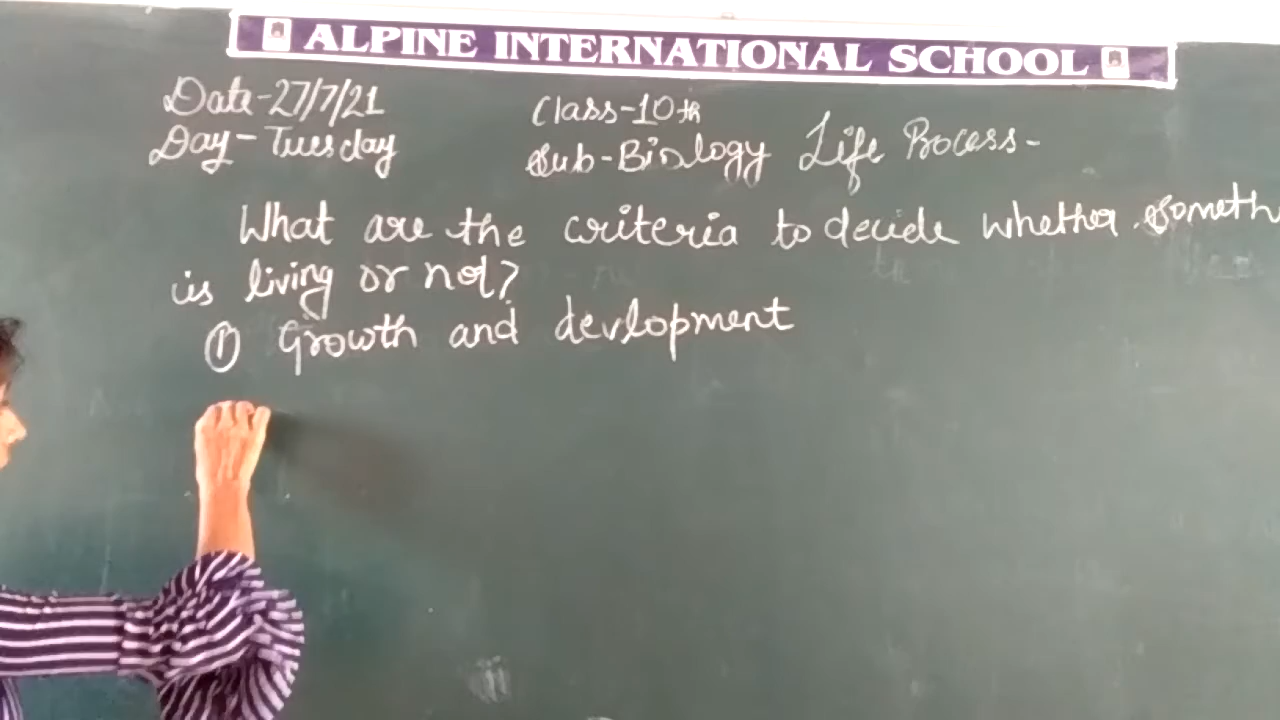 ALPINE INTERNATIONAL SCHOOL
Date-27/7/21
Class-10th
Day-Tuesday
Sub-Biology Life Process-
What are the criteria to decide whether someth
is living or not?
① Growth and devlopment